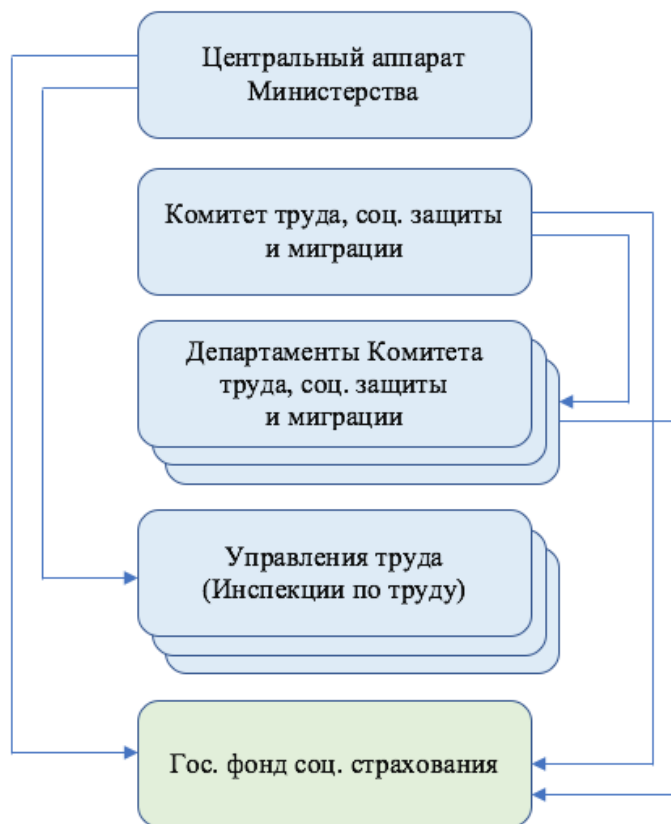 Центральный аппарат
Министерства
Комитет труда, соц. защиты
и миграции
Департаменты Комитета
труда, соц. защиты
и миграции
Управления труда
(Инспекции по труду)
Гос. фонд соц. страхования